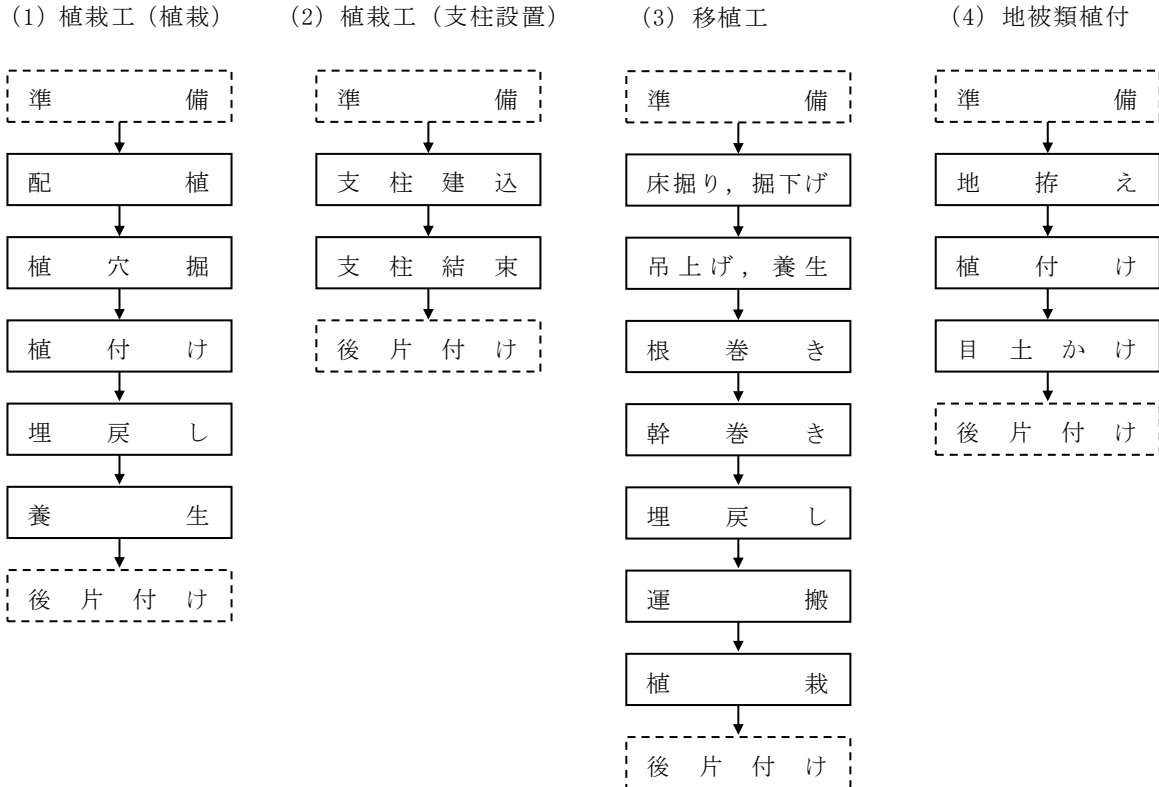 (1) 植栽工（植栽）
準備
配植
植穴掘
植付け
埋戻し
養生
後片付け
(2) 植栽工（支柱設置）
準備
支柱建込
支柱結束
後片付け
(3) 移植工
準備
床掘り，掘下げ
吊上げ，養生
根巻き
幹巻き
埋戻し
運搬
植栽
後片付け
(4) 地被類植付
準備
地拵え
植付け
目土かけ
後片付け